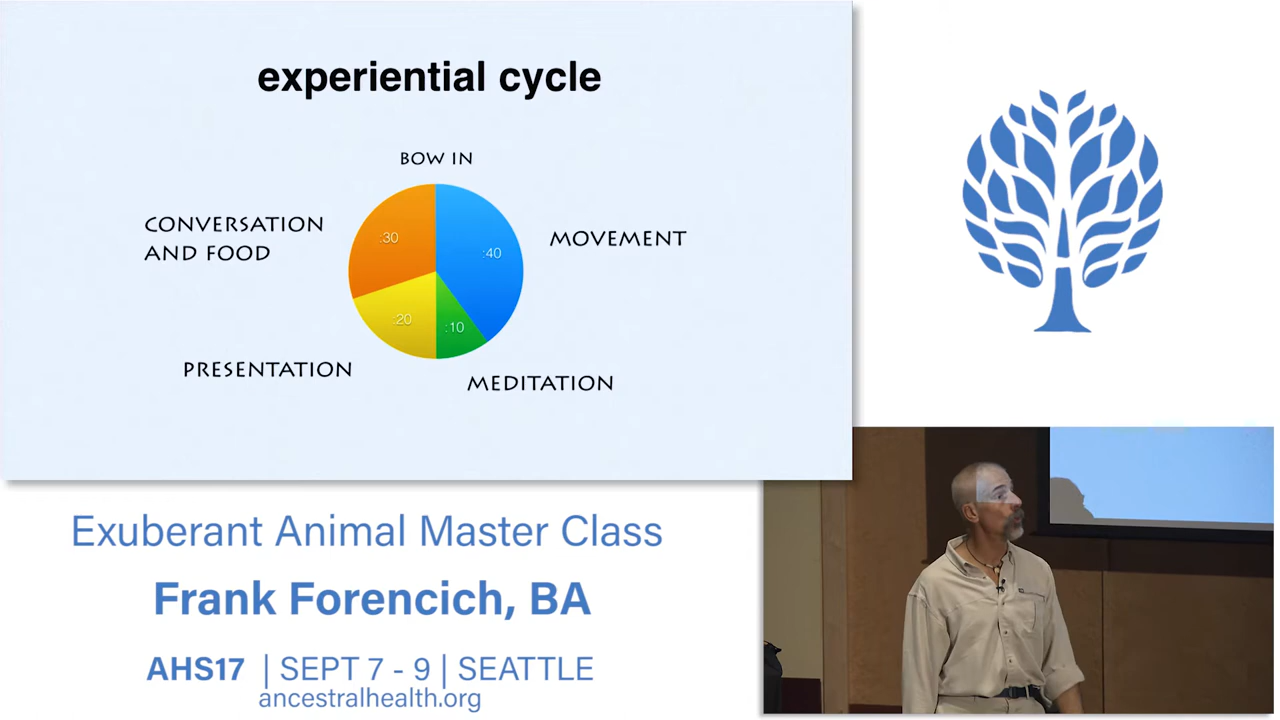 experiential cycle
BOW IN
CONVERSATION
AND FOOD
:30
:40
MOVEMENT
:20
:10
PRESENTATION
MEDITATION
Exuberant Animal Master Class
Frank Forencich, BA
AHS17 | SEPT 7 - 9 | SEATTLE
ancestralhealth.org